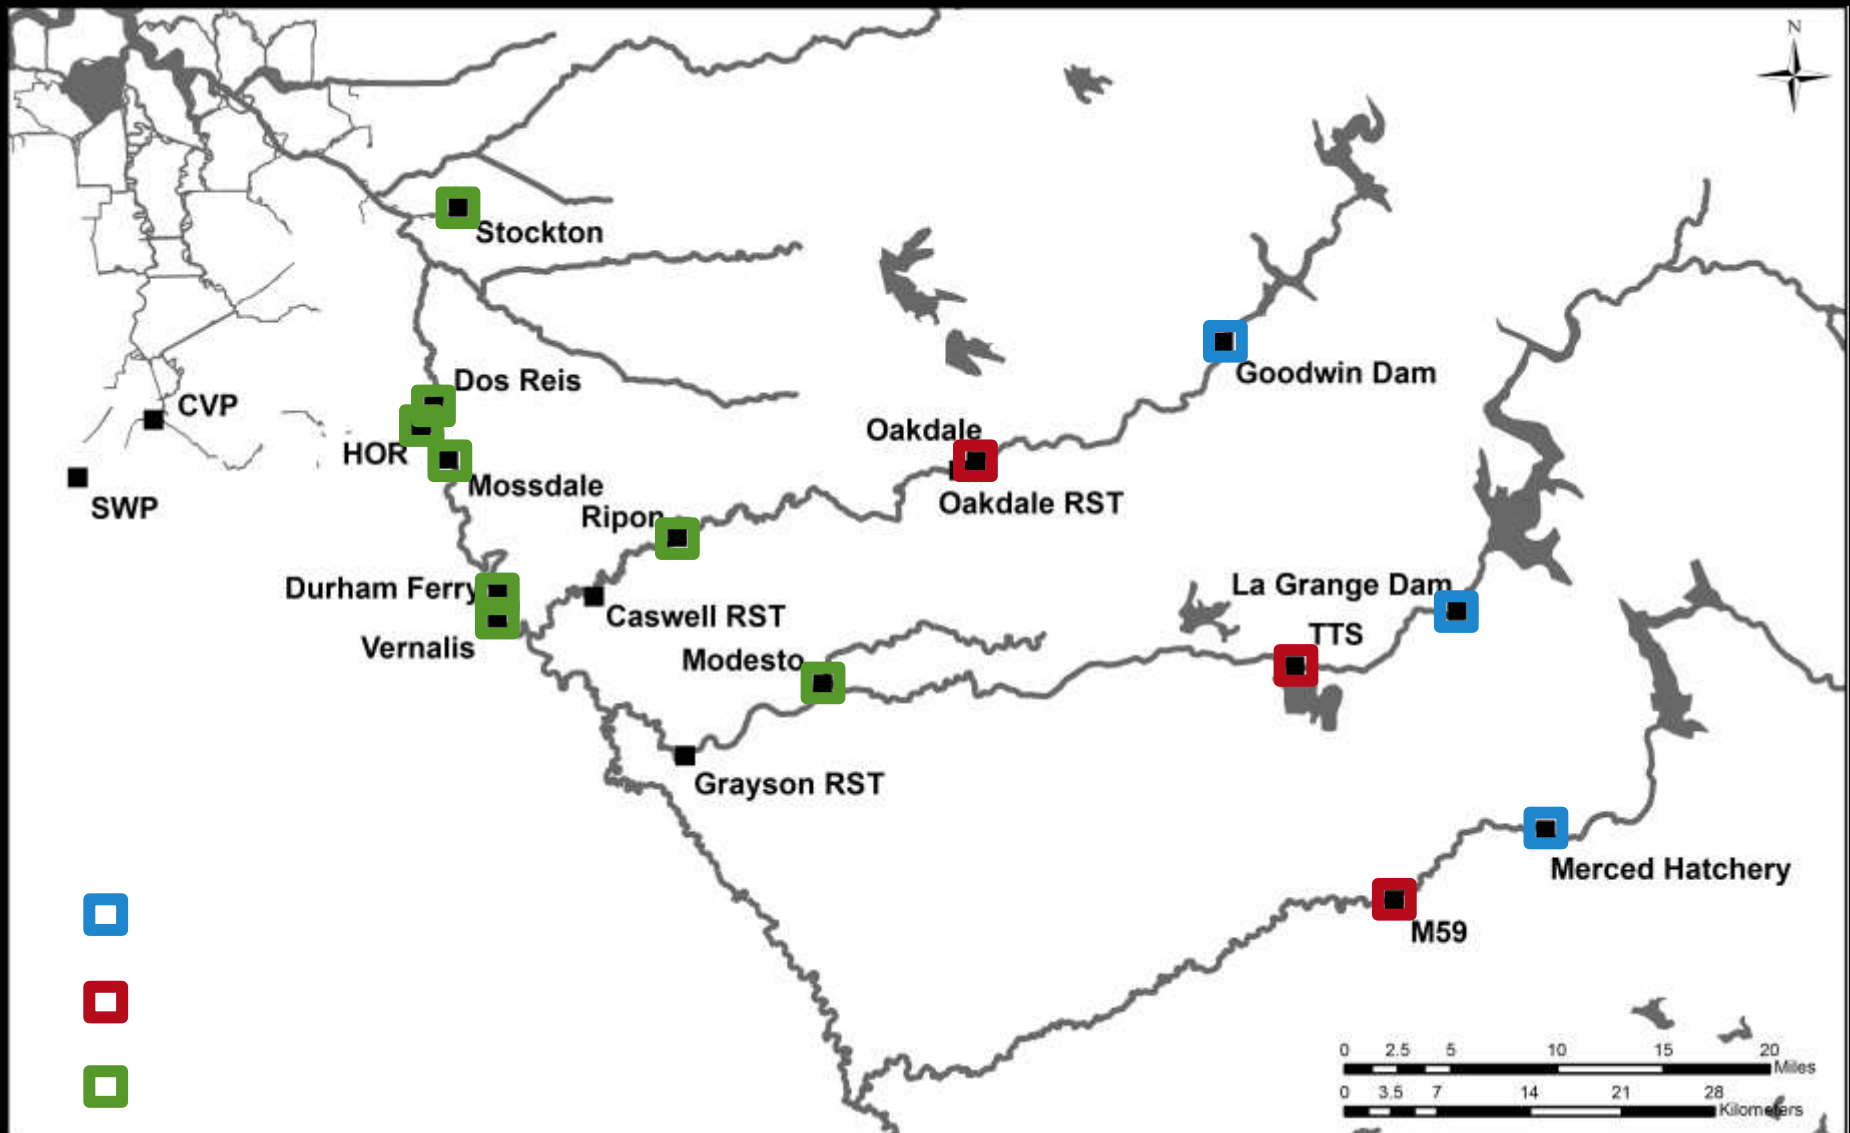 N
Stockton
Dos Reis
CVP
HOR
SWP
Mossdale
Ripon
Oakdale
Oakdale RST
Goodwin Dam
Durham Ferry
Caswell RST
Vernalis
Modesto
La Grange Dam
TTS
Grayson RST
Merced Hatchery
M59
0 2.5 5 10 15 20
Miles
0 3.5 7 14 21 28
Kilometers